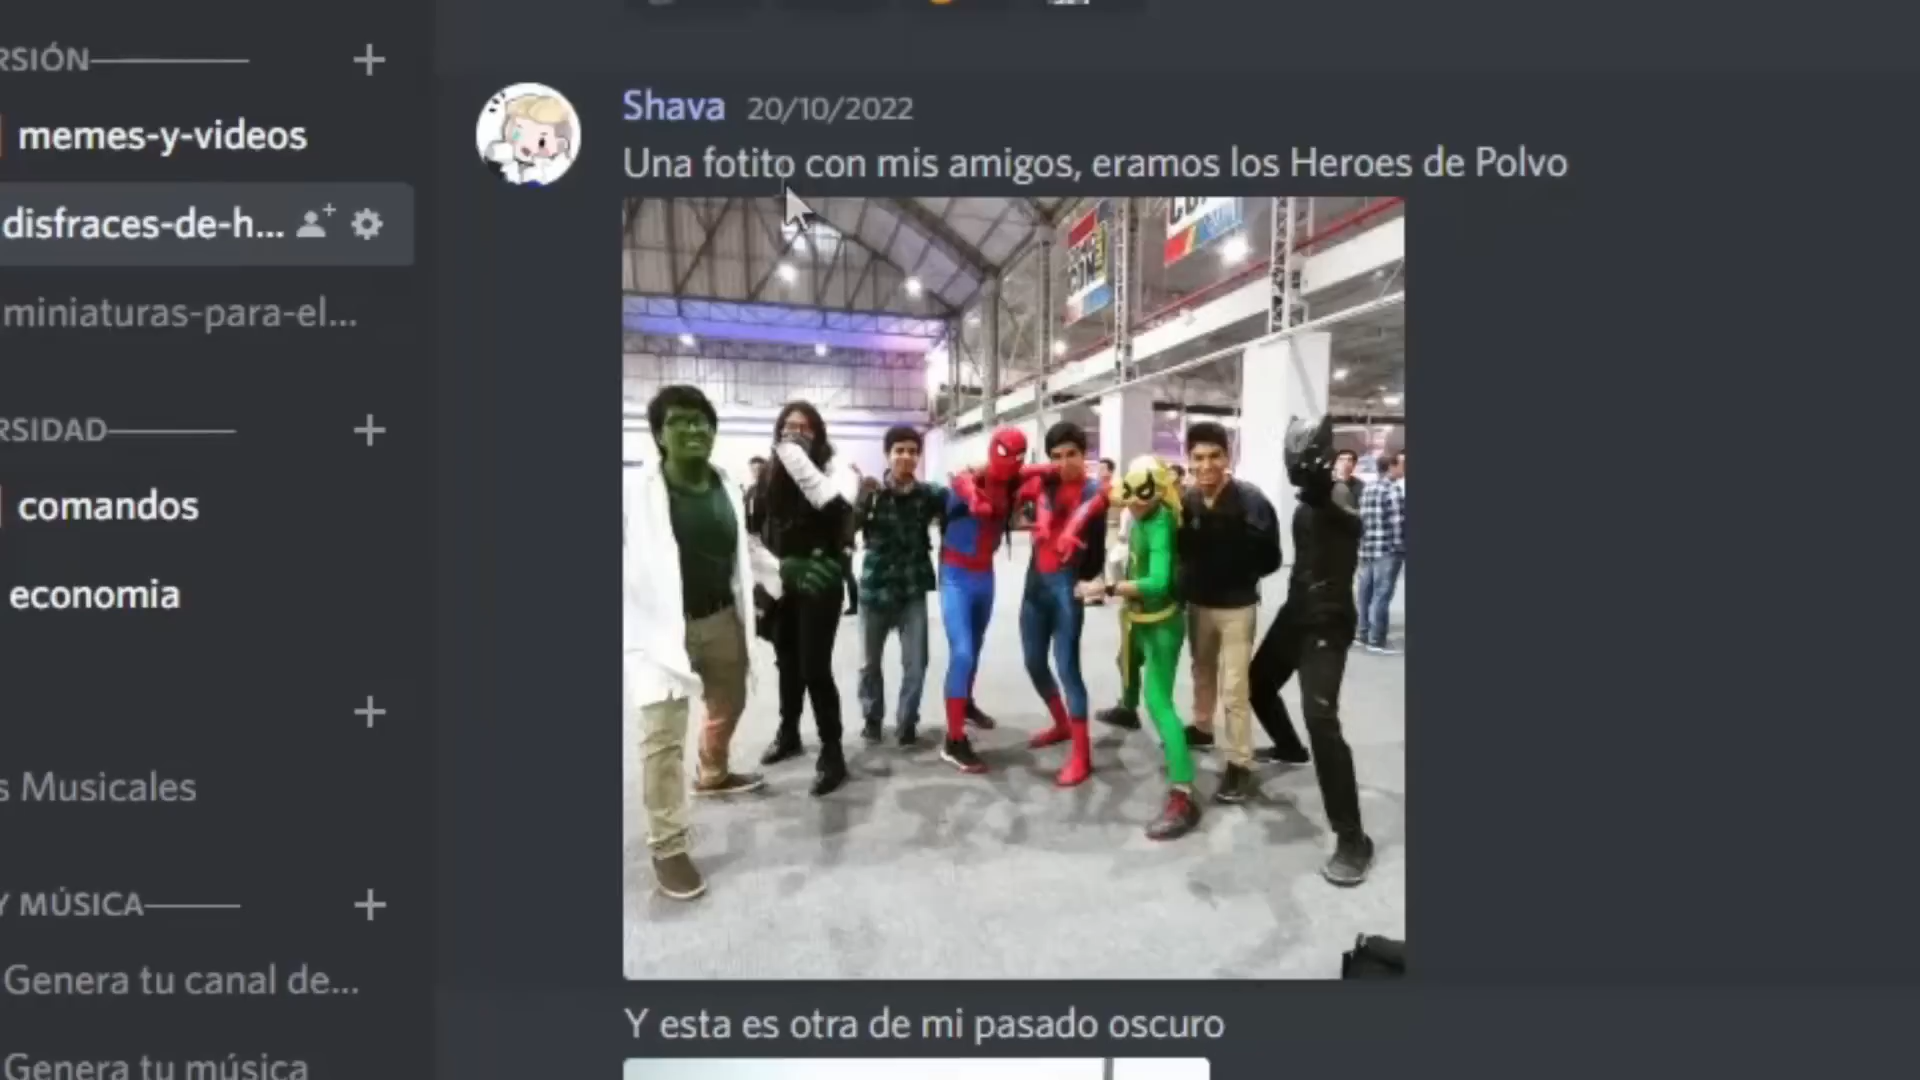 RSIÓN
memes-y-videos
disfraces-de-h...
miniaturas-para-el...
RSIDAD
comandos
economia
s Musicales
Y MÚSICA
Genera tu canal de...
Genera tu música
Shava 20/10/2022
Una fotito con mis amigos, eramos los Heroes de Polvo
Y esta es otra de mi pasado oscuro